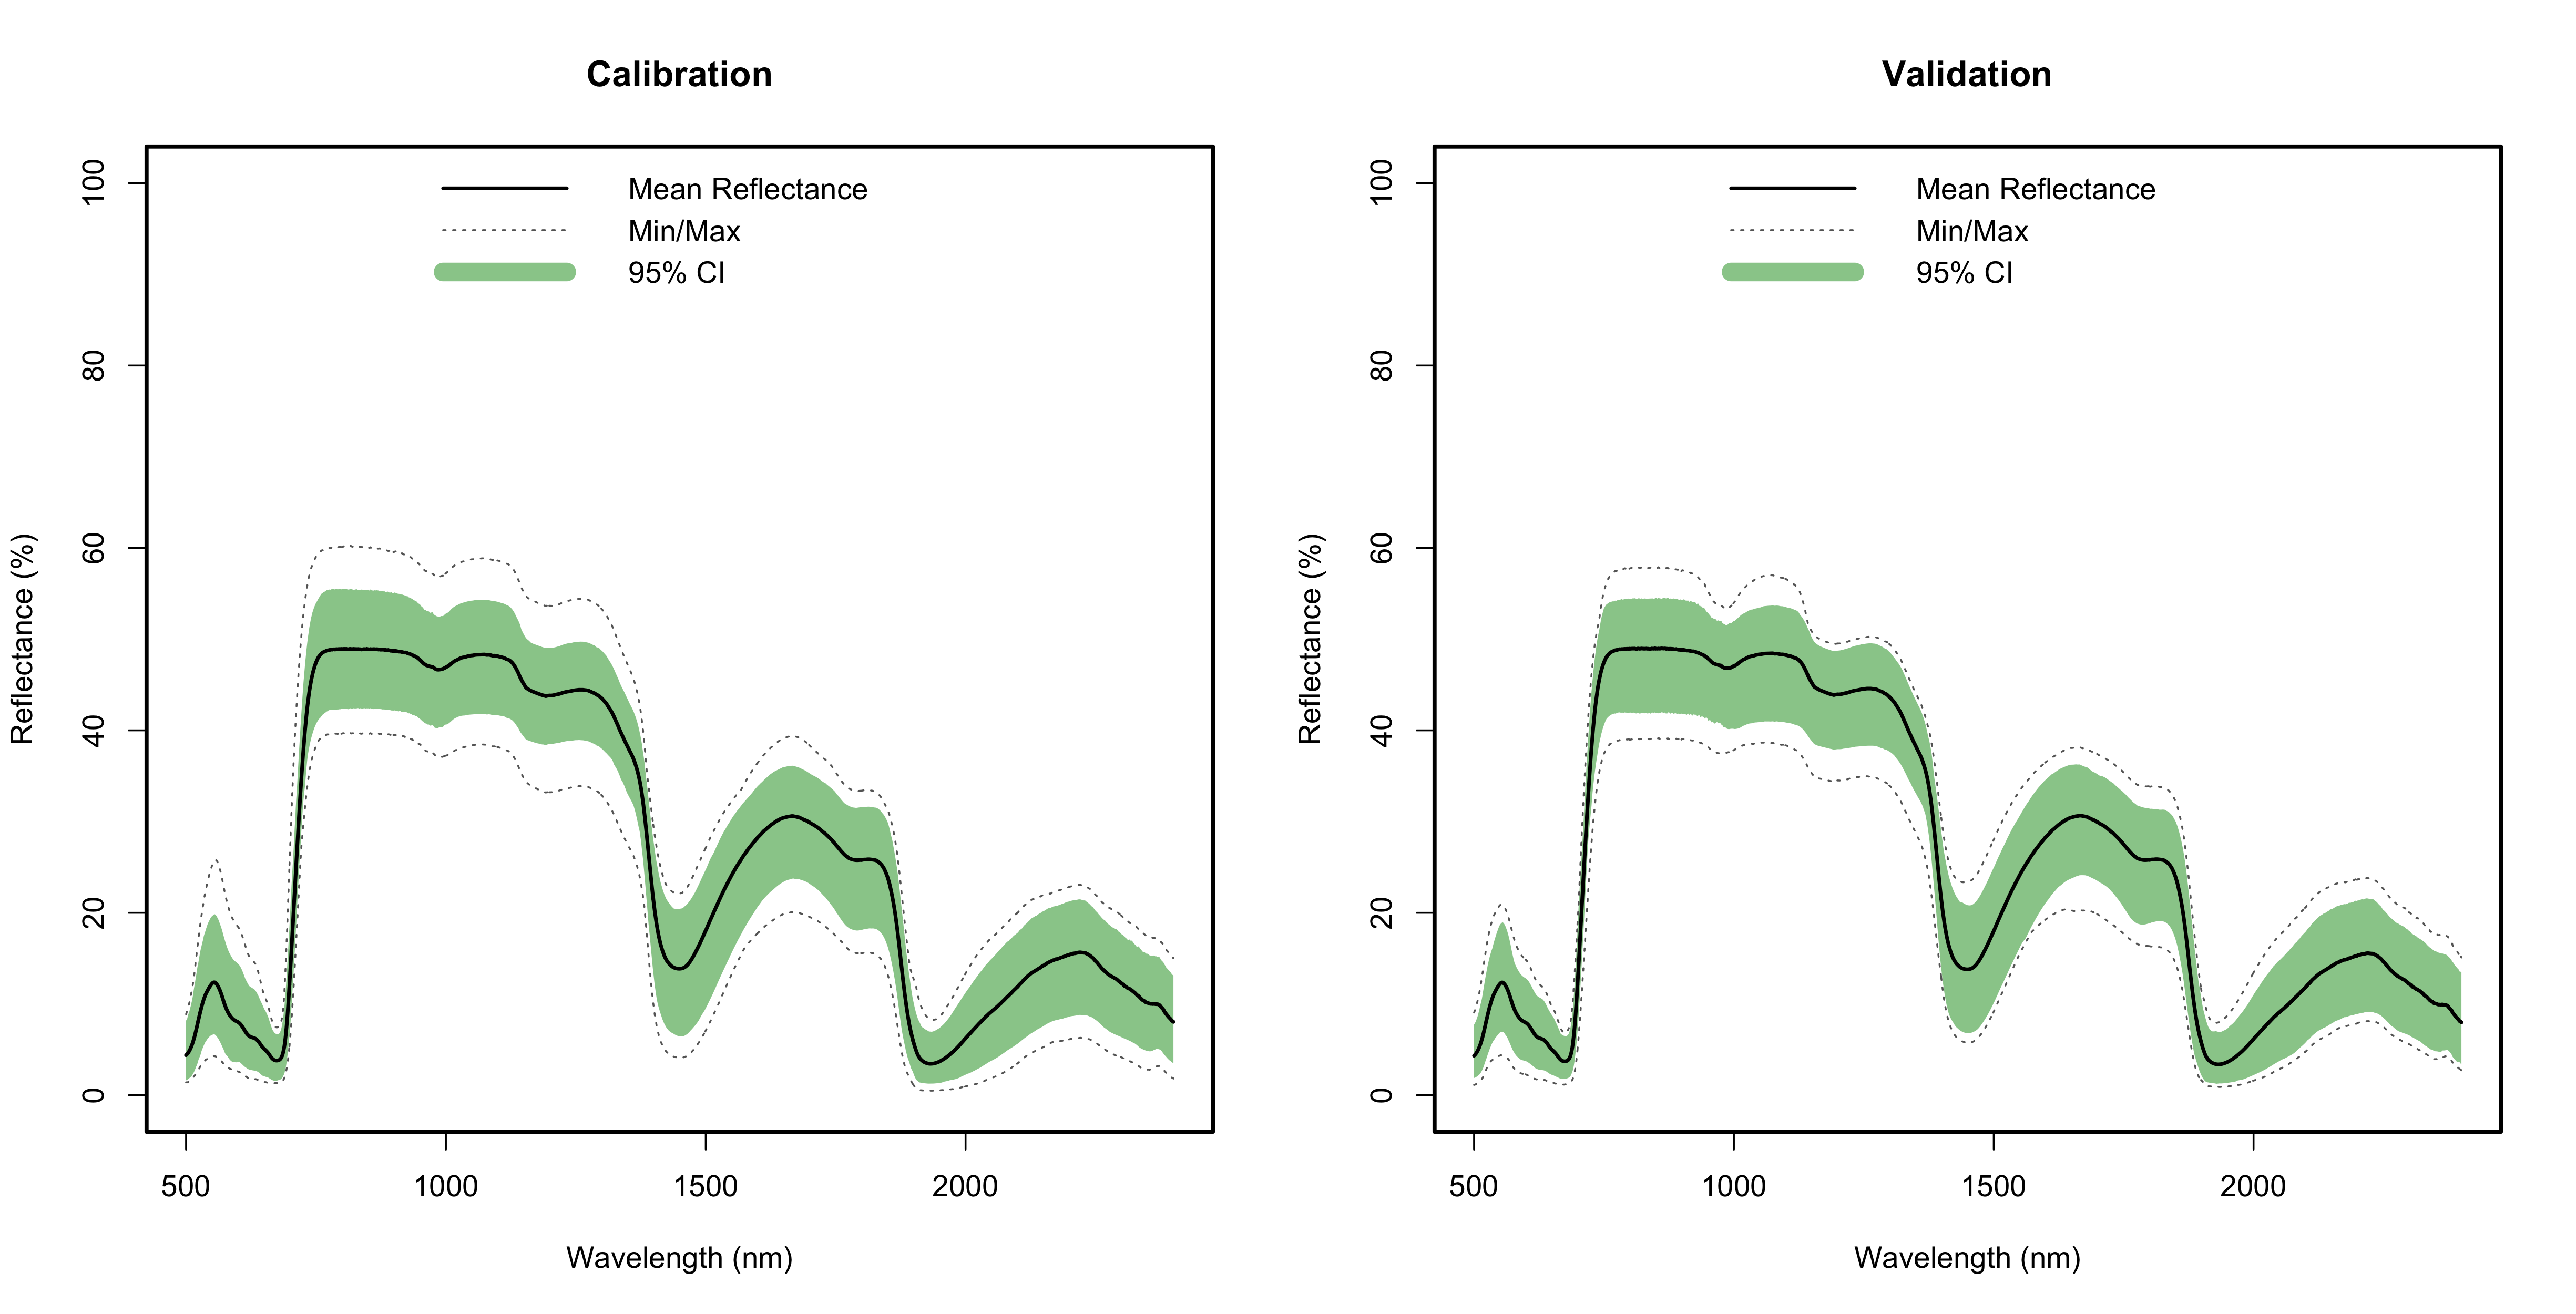 Calibration
Mean Reflectance
Min/Max
95% CI
Reflectance (%)
100
80
60
40
20
0
500 1000 1500 2000
Wavelength (nm)
Validation
Mean Reflectance
Min/Max
95% CI
Reflectance (%)
100
80
60
40
20
0
500 1000 1500 2000
Wavelength (nm)